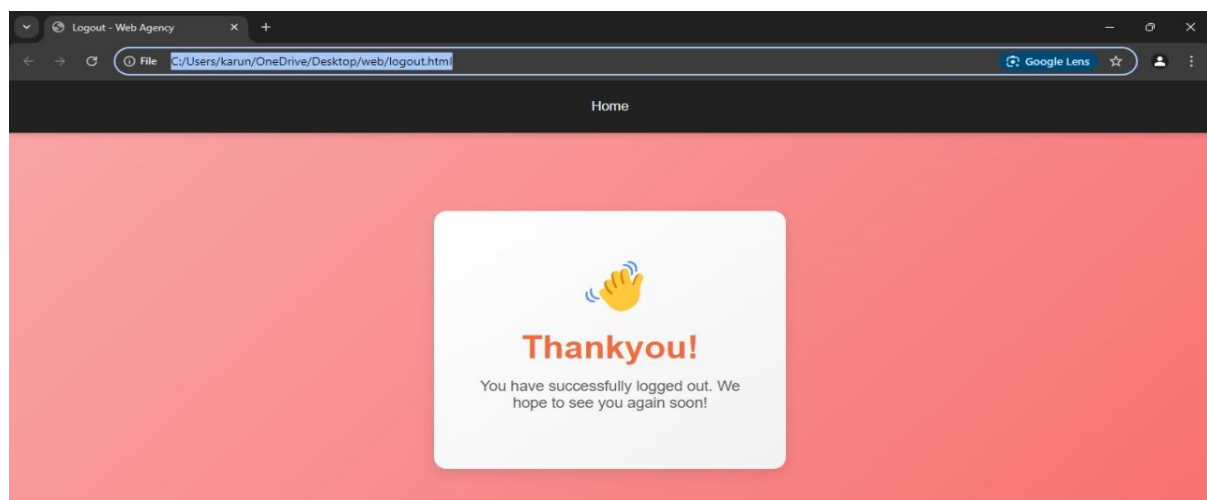 Logout - Web Agency
File C:/Users/karun/OneDrive/Desktop/web/logout.html Google Lens
Home
Thankyou!
You have successfully logged out. We
hope to see you again soon!